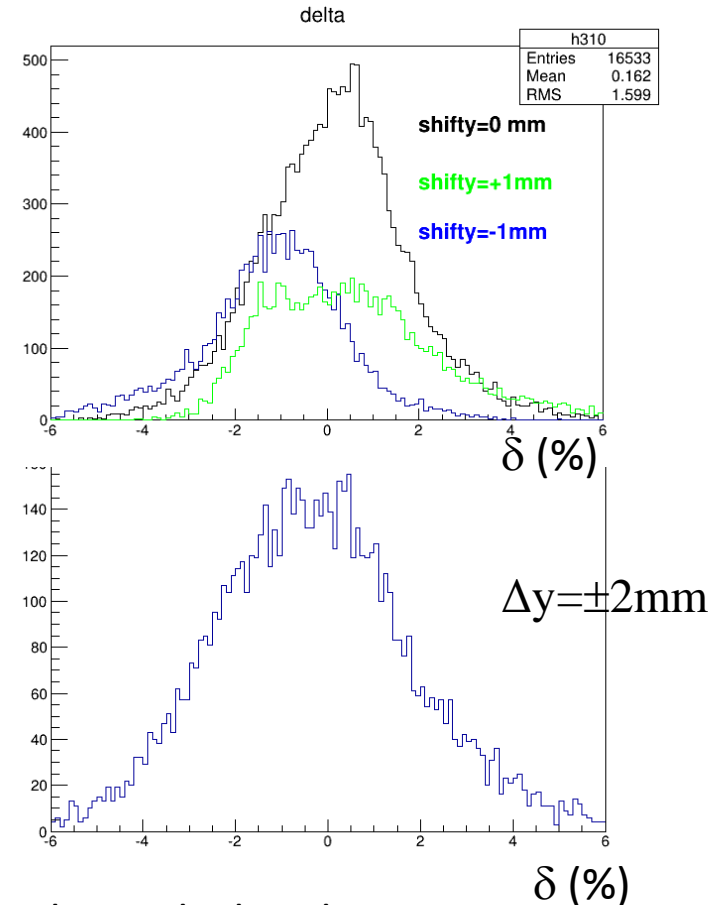 delta
h310
Entries 16533
Mean 0.162
RMS 1.599
500
400
300
200
100
0
shifty=0 mm
shifty=+1mm
shifty=-1mm
-6 -4 -2 0 2 4 6
δ (%)
140
120
100
80
60
40
20
0
Δy=±2mm
-6 -4 -2 0 2 4 6
δ (%)